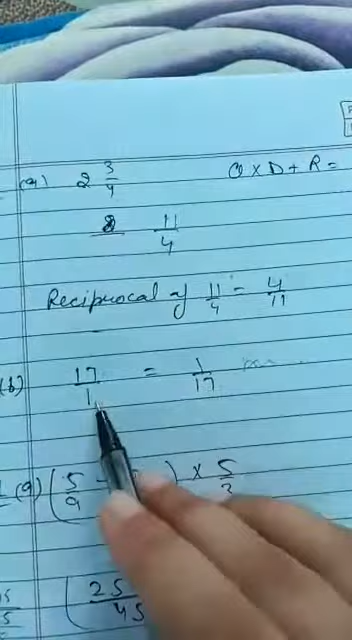 (a) 2 3/4 Q x D + R =
11/4
Reciprocal of 11/4 = 4/11
(b) 17/1 = 1/17
(a) (5/9 - ) x 5/3
(25/45